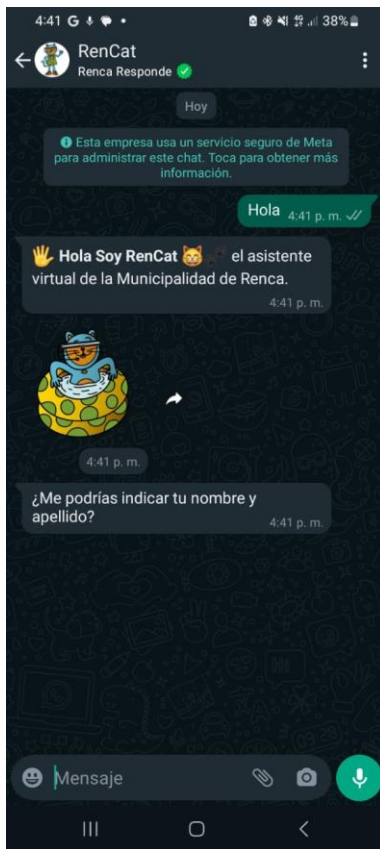 4:41
38%
RenCat
Renca Responde
Hoy
Esta empresa usa un servicio seguro de Meta
para administrar este chat. Toca para obtener más
información.
Hola 4:41 p. m.
Hola Soy RenCat el asistente
virtual de la Municipalidad de Renca.
4:41 p. m.
4:41 p. m.
¿Me podrías indicar tu nombre y
apellido?
4:41 p. m.
Mensaje